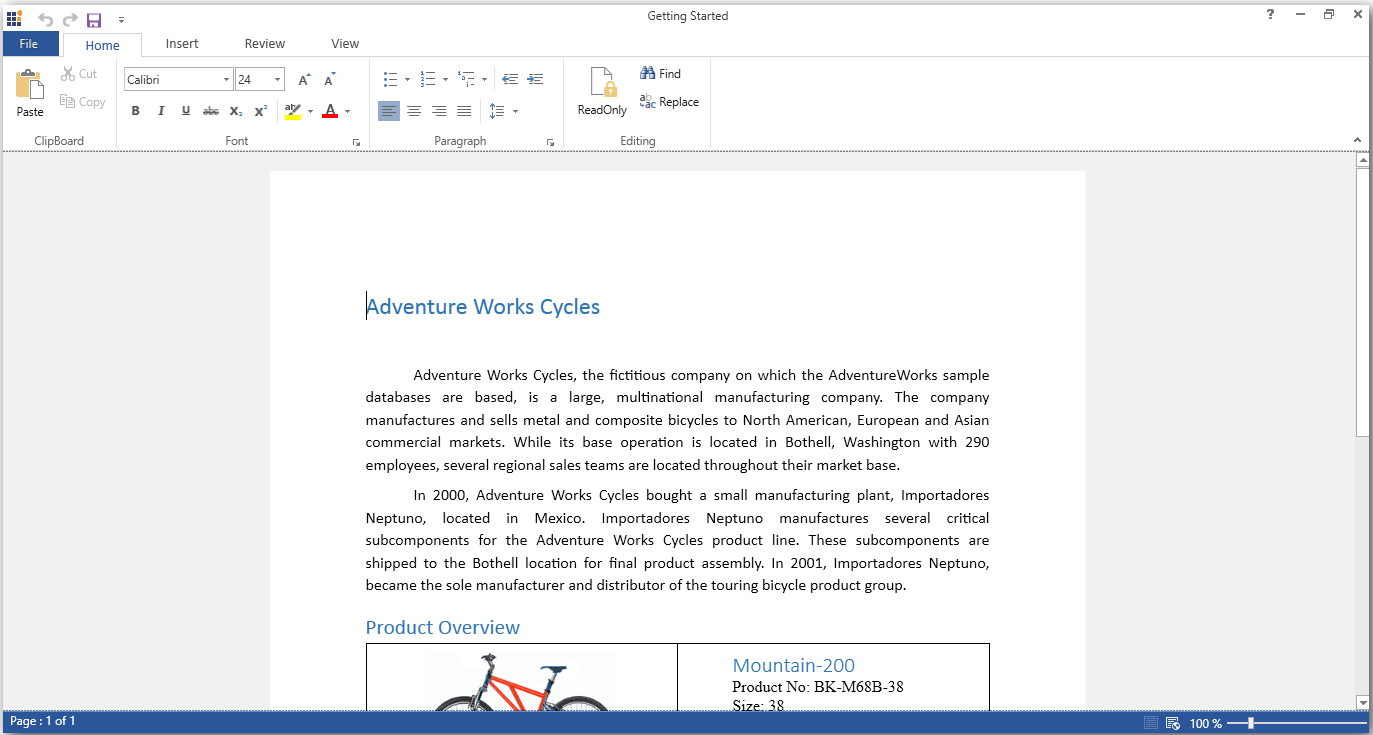 Getting Started
?
File Home Insert Review View
Paste
Cut
Copy
ClipBoard
Calibri 24 A A
B I U abc X₂ X² ab A
Font
Paragraph
ReadOnly
Find
Replace
Editing
Adventure Works Cycles
Adventure Works Cycles, the fictitious company on which the AdventureWorks sample
databases are based, is a large, multinational manufacturing company. The company
manufactures and sells metal and composite bicycles to North American, European and Asian
commercial markets. While its base operation is located in Bothell, Washington with 290
employees, several regional sales teams are located throughout their market base.
In 2000, Adventure Works Cycles bought a small manufacturing plant, Importadores
Neptuno, located in Mexico. Importadores Neptuno manufactures several critical
subcomponents for the Adventure Works Cycles product line. These subcomponents are
shipped to the Bothell location for final product assembly. In 2001, Importadores Neptuno,
became the sole manufacturer and distributor of the touring bicycle product group.
Product Overview
Mountain-200
Product No: BK-M68B-38
Size: 38
Page : 1 of 1
100 %